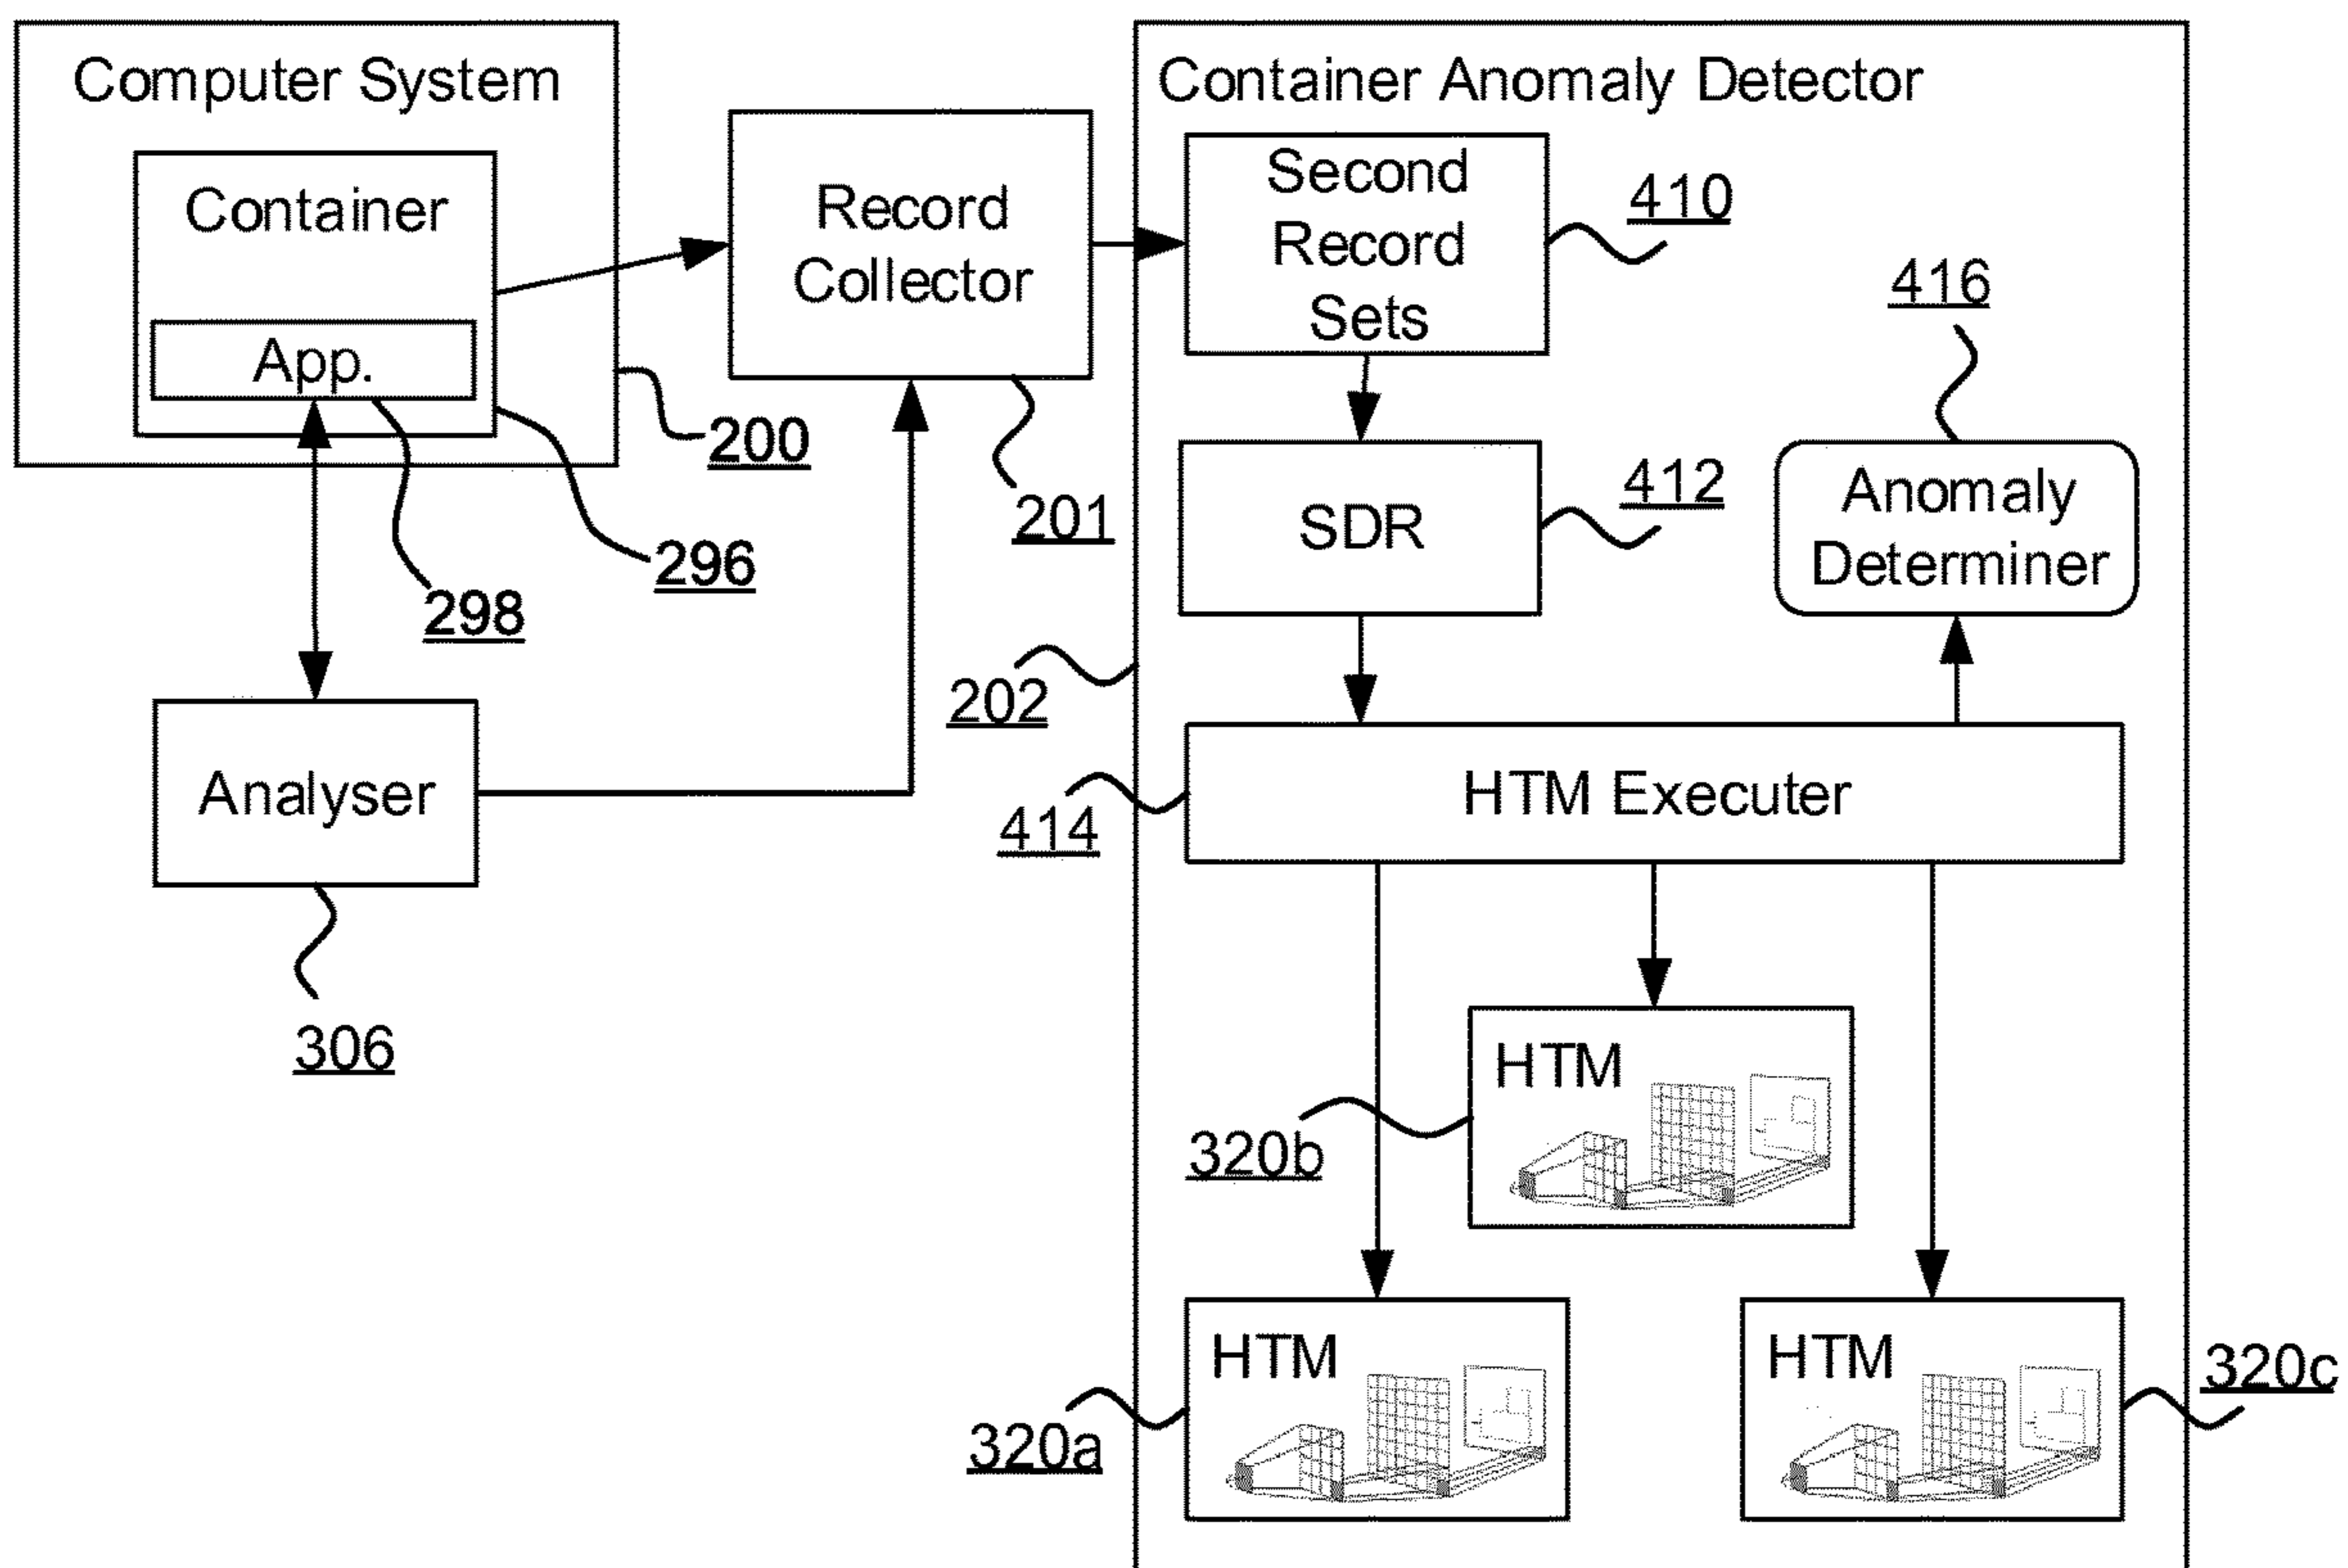 Computer System
Container
App.
200
296
298
Record
Collector
201
Analyser
306
Container Anomaly Detector
202
Second
Record
Sets
410
SDR
412
416
Anomaly
Determiner
HTM Executer
414
HTM
320b
HTM
320a
HTM
320c